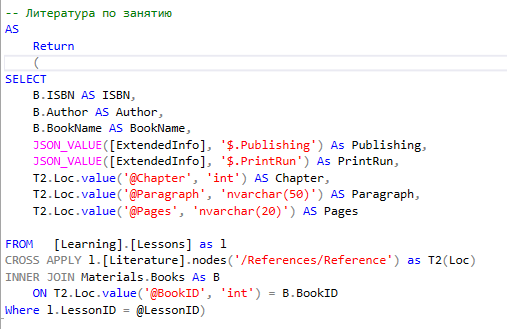 -- Литература по занятию
AS
Return
(
SELECT
B.ISBN AS ISBN,
B.Author AS Author,
B.BookName AS BookName,
JSON_VALUE([ExtendedInfo], '$.Publishing') As Publishing,
JSON_VALUE([ExtendedInfo], '$.PrintRun') As PrintRun,
T2.Loc.value('@Chapter', 'int') AS Chapter,
T2.Loc.value('@Paragraph', 'nvarchar(50)') AS Paragraph,
T2.Loc.value('@Pages', 'nvarchar(20)') AS Pages
FROM [Learning].[Lessons] as l
CROSS APPLY l.[Literature].nodes('/References/Reference') as T2(Loc)
INNER JOIN Materials.Books As B
ON T2.Loc.value('@BookID', 'int') = B.BookID
Where l.LessonID = @LessonID)